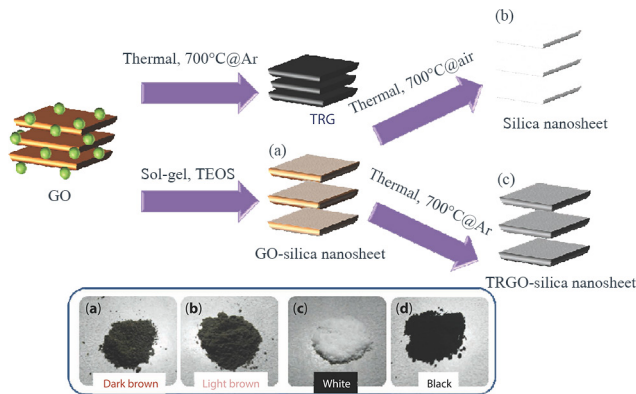 (b)
Thermal, 700°C@Ar
Thermal, 700°C@air
TRG
Silica nanosheet
(a)
Sol-gel, TEOS
GO
Thermal, 700°C@Ar
(c)
GO-silica nanosheet
TRGO-silica nanosheet
(a) (b) (c) (d)
Dark brown Light brown White Black